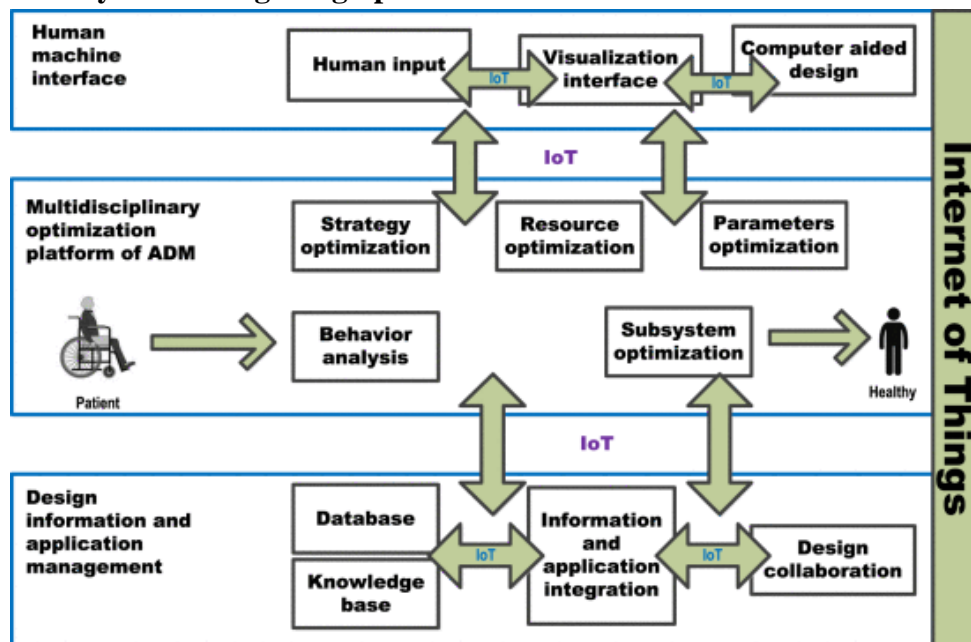 Human
machine
interface
Human input
IoT
Visualization
interface
IoT
Computer aided
design
IoT
Multidisciplinary
optimization
platform of ADM
Strategy
optimization
Resource
optimization
Parameters
optimization
Patient
Behavior
analysis
Subsystem
optimization
Healthy
IoT
Design
information and
application
management
Database
Knowledge
base
IoT
Information
and
application
integration
IoT
Design
collaboration
Internet of Things